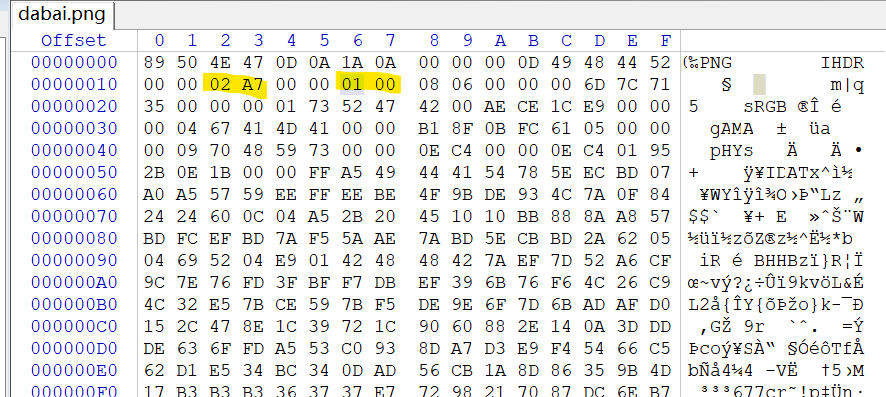 dabai.png
Offset 0 1 2 3 4 5 6 7 8 9 A B C D E F
00000000 89 50 4E 47 0D 0A 1A 0A 00 00 00 0D 49 48 44 52 (‰PNG IHDR
00000010 00 00 02 A7 00 00 01 00 08 06 00 00 00 6D 7C 71 § m|q
00000020 35 00 00 00 01 73 52 47 42 00 AE CE 1C E9 00 00 5 sRGB ®Î é
00000030 00 04 67 41 4D 41 00 00 B1 8F 0B FC 61 05 00 00 gAMA ± üa
00000040 00 09 70 48 59 73 00 00 0E C4 00 00 0E C4 01 95 pHYs Ä Ä •
00000050 2B 0E 1B 00 00 FF A5 49 44 41 54 78 5E EC BD 07 + ÿ¥IDATx^ì½
00000060 A0 A5 57 59 EE FF EE BE 4F 9B DE 93 4C 7A 0F 84 ¥WYîÿî¾O›Þ“Lz „
00000070 24 24 60 0C 04 A5 2B 20 45 10 10 BB 88 8A A8 57 $$` ¥+ E »ˆŠ¨W
00000080 BD FC EF BD 7A F5 5A AE 7A BD 5E CB BD 2A 62 05 ½üï½zõZ®z½^Ë½*b
00000090 04 69 52 04 E9 01 42 48 48 42 7A EF 7D 52 A6 CF iR é BHHBzï}R¦Ï
000000A0 9C 7E 76 FD 3F BF F7 DB EF 39 6B 76 F6 4C 26 C9 œ~vý?¿÷Ûï9kvöL&É
000000B0 4C 32 E5 7B CE 59 7B F5 DE 9E 6F 7D 6B AD AF D0 L2å{ÎY{õÞžo}k­¯Ð
000000C0 15 2C 47 8E 1C 39 72 1C 90 60 88 2E 14 0A 3D DD ,GŽ 9r `ˆ. =Ý
000000D0 DE 63 6F FD A5 53 C0 93 8D A7 D3 E9 F4 54 66 C5 Þcoý¥SÀ“ §ÓéôTfÅ
000000E0 62 D1 E5 34 BC 34 0D AD 56 CB 1A 8D 86 35 9B 4D bÑå4¼4 ­VË †5›M
000000F0 17 B3 B3 B3 36 37 37 E7 72 98 21 70 87 DC 6E B7 ³³³677çr˜!p‡Ün·